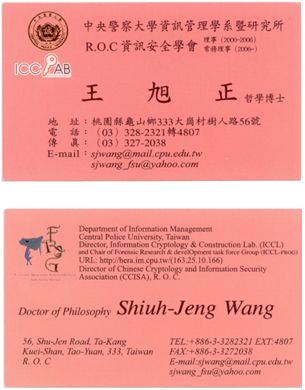 中央警察大學資訊管理學系暨研究所
R.O.C 資訊安全學會 理事 (2000-2006)
常務理事 (2006-)
ICCLAB
王 旭 正 哲學博士
地 址：桃園縣龜山鄉333大崗村樹人路56號
電 話：(03) 328-2321轉4807
傳 真：(03) 327-2038
E-mail：sjwang@mail.cpu.edu.tw
sjwang_fsu@yahoo.com
Department of Information Management
Central Police University, Taiwan
Director, Information Cryptology & Construction Lab. (ICCL)
and Chair of Forensic Research & develOpment task force Group (ICCL-FROG)
URL: http://hera.im.cpu.tw/(163.25.10.166)
Director of Chinese Cryptology and Information Security
Association (CCISA), R. O. C.
Doctor of Philosophy Shiuh-Jeng Wang
56, Shu-Jen Road, Ta-Kang
Kuei-Shan, Tao-Yuan, 333, Taiwan
R. O. C
TEL:+886-3-3282321 EXT:4807
FAX:+886-3-3272038
E-mail:sjwang@mail.cpu.edu.tw
sjwang_fsu@yahoo.com